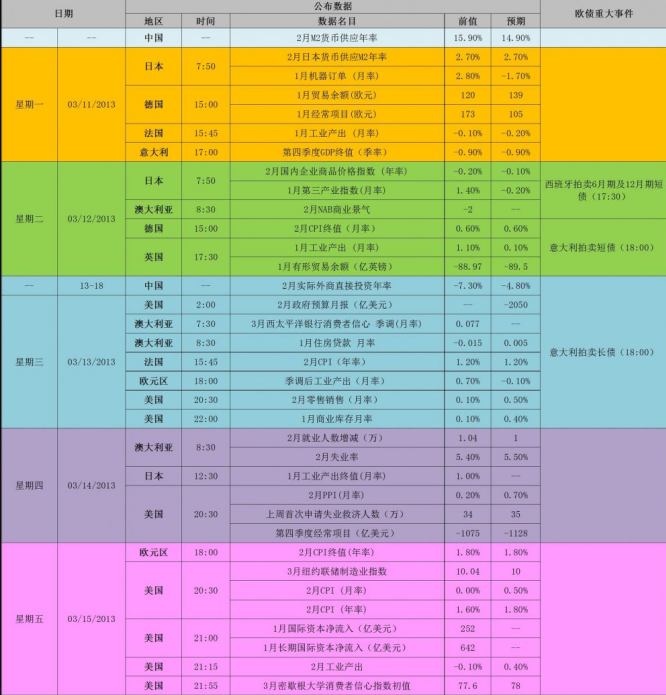 日期 公布数据 欧债重大事件
地区 时间 数据名目 前值 预期
-- -- 中国 -- 2月M2货币供应年率 15.90% 14.90%
星期一 03/11/2013 日本 7:50 2月日本货币供应M2年率 2.70% 2.70%
1月机器订单 (月率) 2.80% -1.70%
德国 15:00 1月贸易余额(欧元) 120 139
1月经常项目(欧元) 173 105
法国 15:45 1月工业产出 (月率) -0.10% -0.20%
意大利 17:00 第四季度GDP终值 (季率) -0.90% -0.90%
星期二 03/12/2013 日本 7:50 2月国内企业商品价格指数 (年率) -0.20% -0.10% 西班牙拍卖6月期及12月期短债 (17:30)
1月第三产业指数(月率) 1.40% -0.20%
澳大利亚 8:30 2月NAB商业景气 -2 --
德国 15:00 2月CPI终值 (月率) 0.60% 0.60% 意大利拍卖短债 (18:00)
英国 17:30 1月工业产出 (月率) 1.10% 0.10%
1月有形贸易余额 (亿英镑) -88.97 -89.5
-- 13-18 中国 -- 2月实际外商直接投资年率 -7.30% -4.80%
星期三 03/13/2013 美国 2:00 2月政府预算月报 (亿美元) -- -2050 意大利拍卖长债 (18:00)
澳大利亚 7:30 3月西太平洋银行消费者信心 季调(月率) 0.077 --
澳大利亚 8:30 1月住房贷款 月率 -0.015 0.005
法国 15:45 2月CPI (年率) 1.20% 1.20%
欧元区 18:00 季调后工业产出 (月率) 0.70% -0.10%
美国 20:30 2月零售销售 (月率) 0.10% 0.50%
美国 22:00 1月商业库存月率 0.10% 0.40%
星期四 03/14/2013 澳大利亚 8:30 2月就业人数增减 (万) 1.04 1
2月失业率 5.40% 5.50%
日本 12:30 1月工业产出终值(月率) 1.00% --
美国 20:30 2月PPI(月率) 0.20% 0.70%
上周首次申请失业救济人数 (万) 34 35
第四季度经常项目 (亿美元) -1075 -1128
星期五 03/15/2013 欧元区 18:00 2月CPI终值(年率) 1.80% 1.80%
美国 20:30 3月纽约联储制造业指数 10.04 10
2月CPI (月率) 0.00% 0.50%
2月CPI (年率) 1.60% 1.80%
美国 21:00 1月国际资本净流入 (亿美元) 252 --
1月长期国际资本净流入 (亿美元) 642 --
美国 21:15 2月工业产出 -0.10% 0.40%
美国 21:55 3月密歇根大学消费者信心指数初值 77.6 78